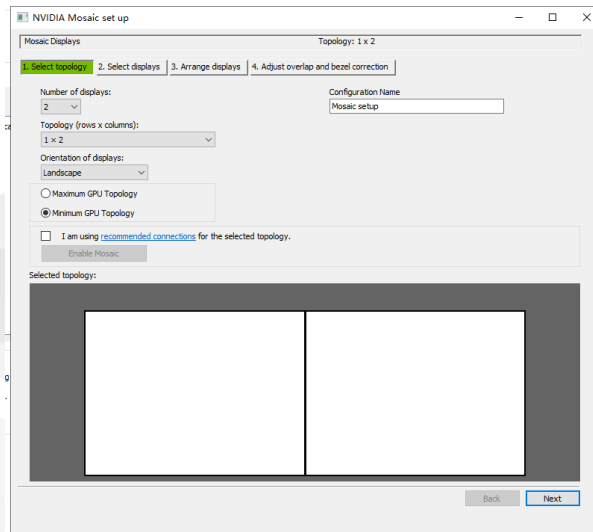 NVIDIA Mosaic set up
Mosaic Displays Topology: 1 x 2
1. Select topology 2. Select displays 3. Arrange displays 4. Adjust overlap and bezel correction
Number of displays: Configuration Name
2 Mosaic setup
Topology (rows x columns):
1 × 2
Orientation of displays:
Landscape
Maximum GPU Topology
Minimum GPU Topology
I am using recommended connections for the selected topology.
Enable Mosaic
Selected topology:
Back Next